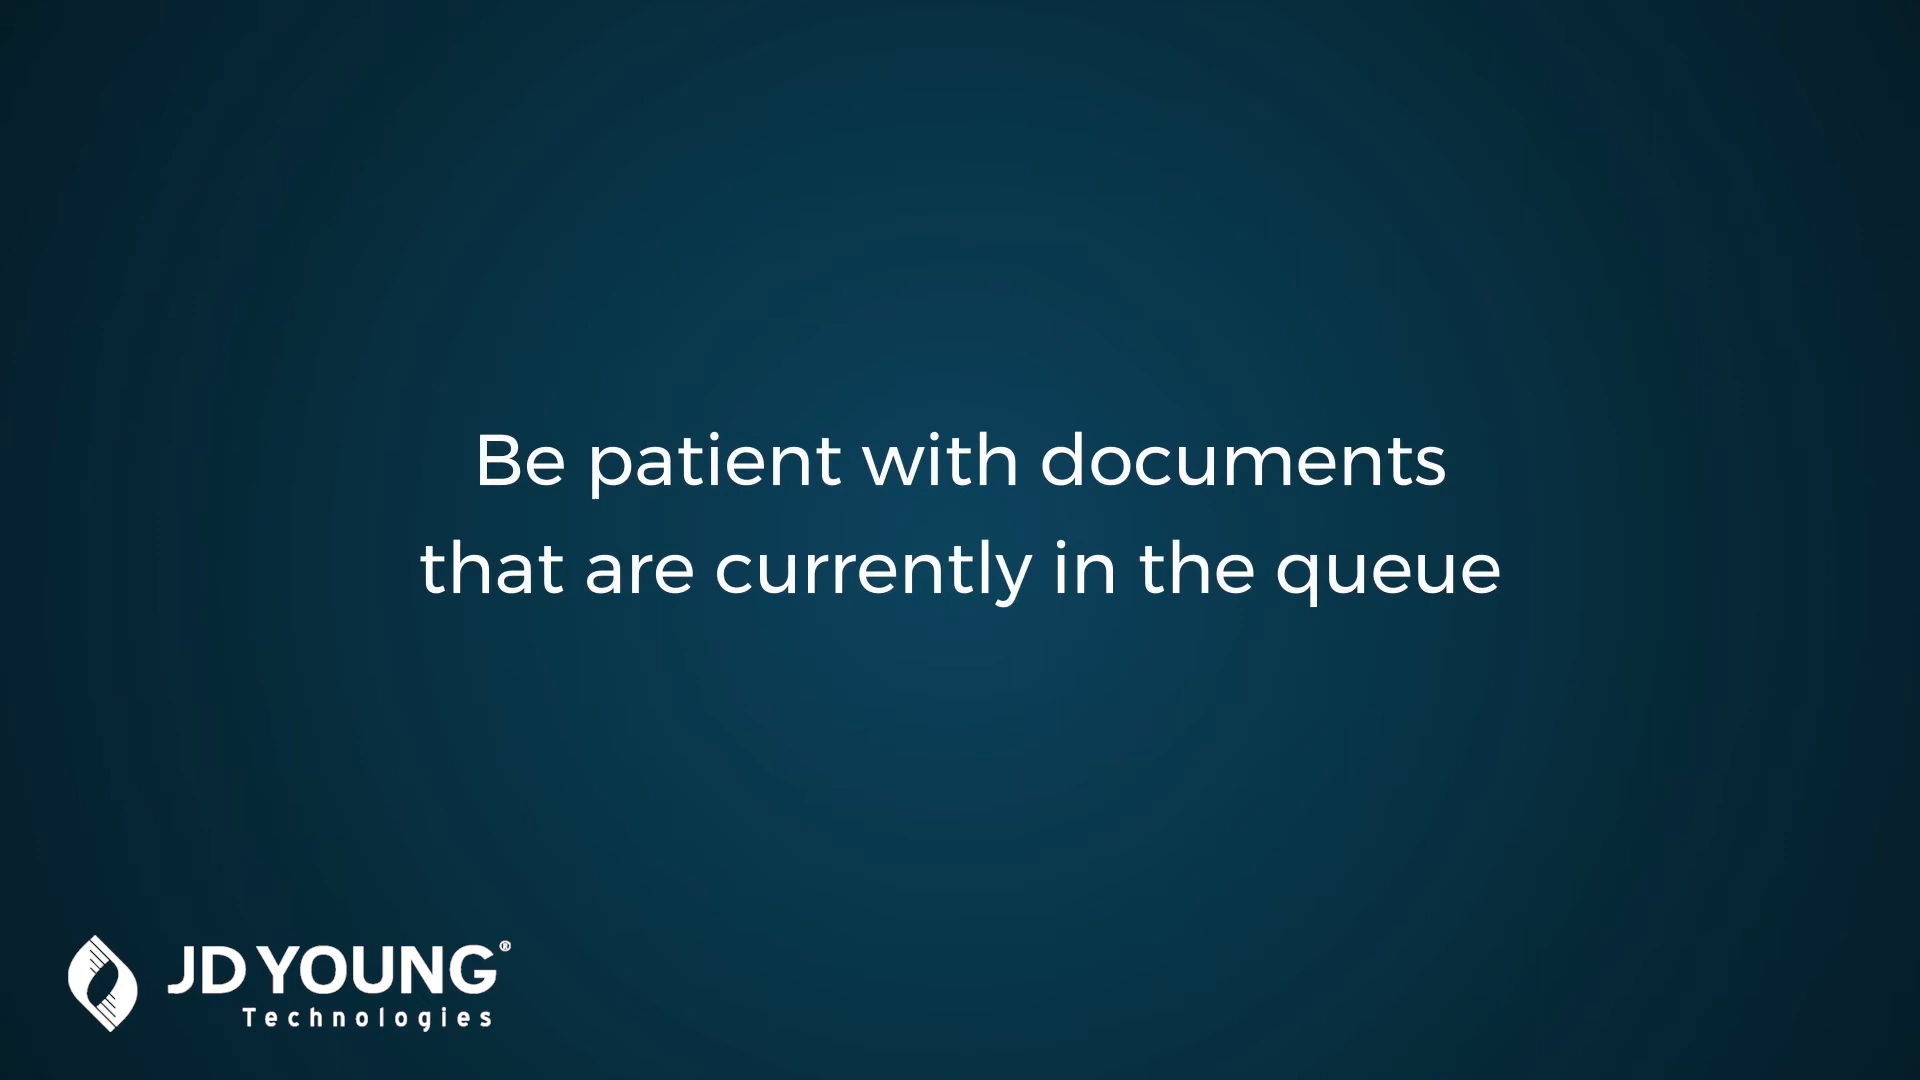 Be patient with documents
that are currently in the queue
JD YOUNG®
Technologies